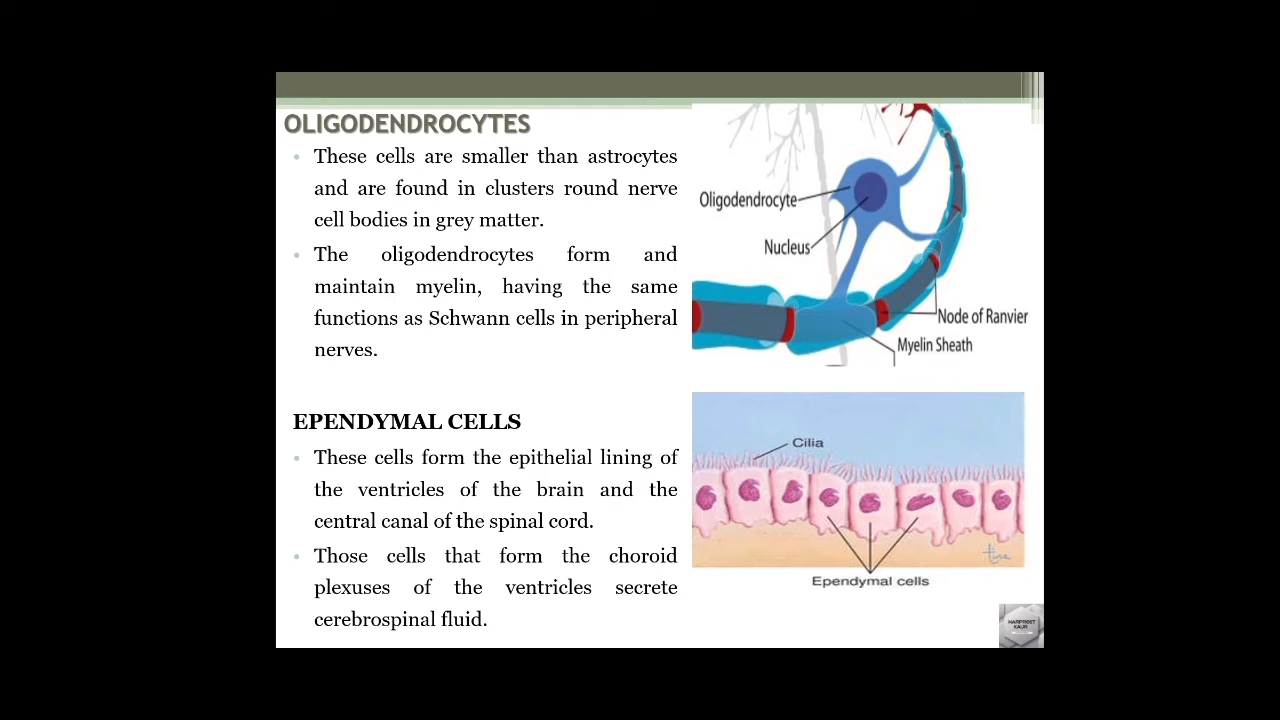 OLIGODENDROCYTES
• These cells are smaller than astrocytes
and are found in clusters round nerve
cell bodies in grey matter.
• The oligodendrocytes form and
maintain myelin, having the same
functions as Schwann cells in peripheral
nerves.
Oligodendrocyte
Nucleus
Node of Ranvier
Myelin Sheath
EPENDYMAL CELLS
• These cells form the epithelial lining of
the ventricles of the brain and the
central canal of the spinal cord.
• Those cells that form the choroid
plexuses of the ventricles secrete
cerebrospinal fluid.
Cilia
Ependymal cells
HARPREET
KAUR